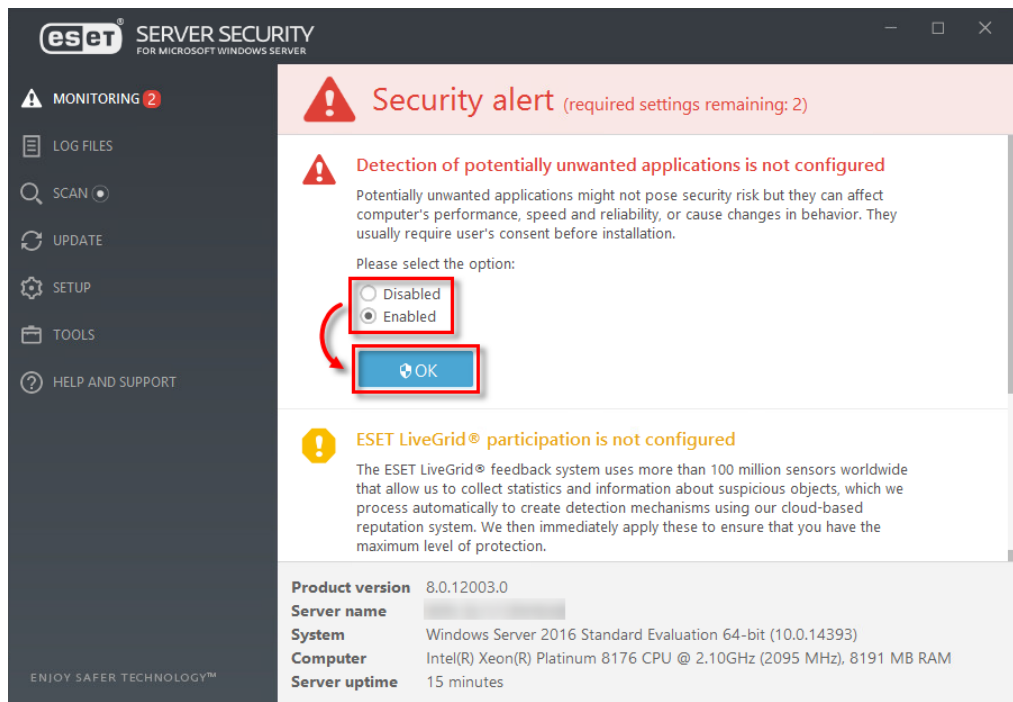 eseT® SERVER SECURITY
FOR MICROSOFT WINDOWS SERVER
MONITORING 2
LOG FILES
SCAN
UPDATE
SETUP
TOOLS
HELP AND SUPPORT
ENJOY SAFER TECHNOLOGY™
Security alert (required settings remaining: 2)
Detection of potentially unwanted applications is not configured
Potentially unwanted applications might not pose security risk but they can affect
computer's performance, speed and reliability, or cause changes in behavior. They
usually require user's consent before installation.
Please select the option:
Disabled
Enabled
OK
ESET LiveGrid® participation is not configured
The ESET LiveGrid® feedback system uses more than 100 million sensors worldwide
that allow us to collect statistics and information about suspicious objects, which we
process automatically to create detection mechanisms using our cloud-based
reputation system. We then immediately apply these to ensure that you have the
maximum level of protection.
Product version 8.0.12003.0
Server name
System Windows Server 2016 Standard Evaluation 64-bit (10.0.14393)
Computer Intel(R) Xeon(R) Platinum 8176 CPU @ 2.10GHz (2095 MHz), 8191 MB RAM
Server uptime 15 minutes